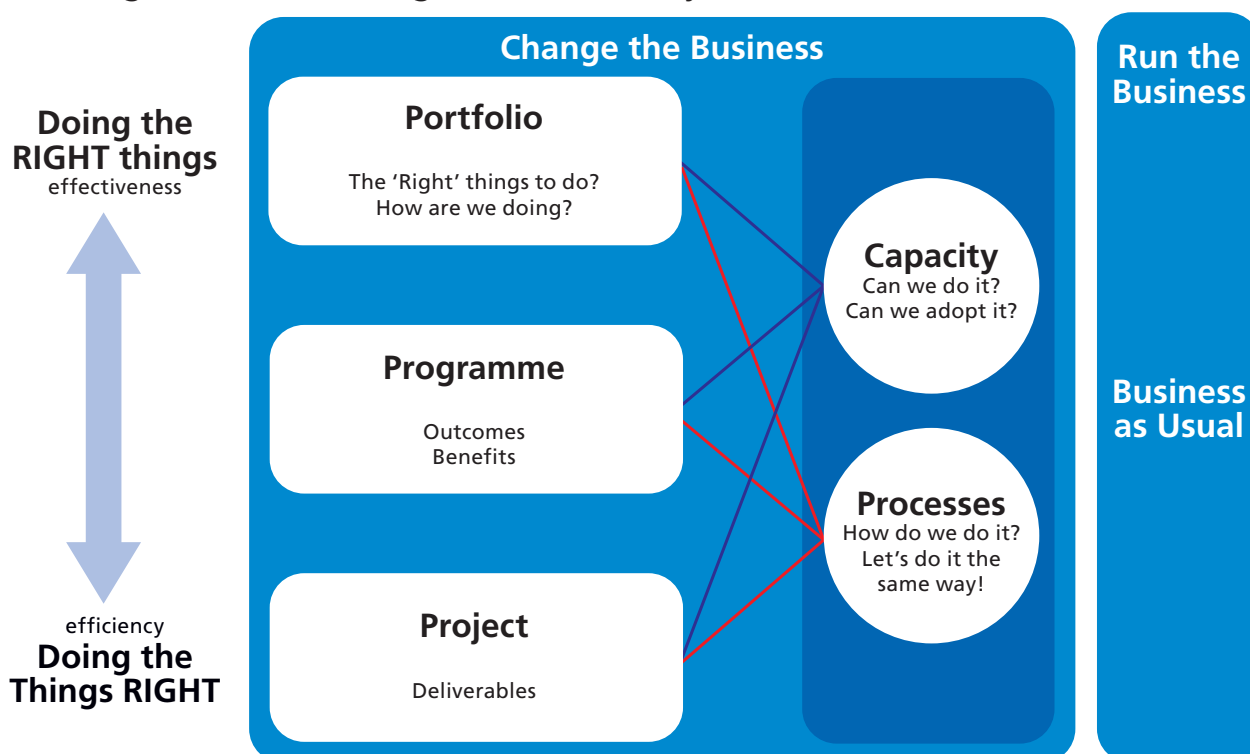 Change the Business
Run the
Business
Doing the
RIGHT things
effectiveness
Portfolio
The ‘Right’ things to do?
How are we doing?
Capacity
Can we do it?
Can we adopt it?
Programme
Outcomes
Benefits
Business
as Usual
Processes
How do we do it?
Let’s do it the
same way!
efficiency
Doing the
Things RIGHT
Project
Deliverables